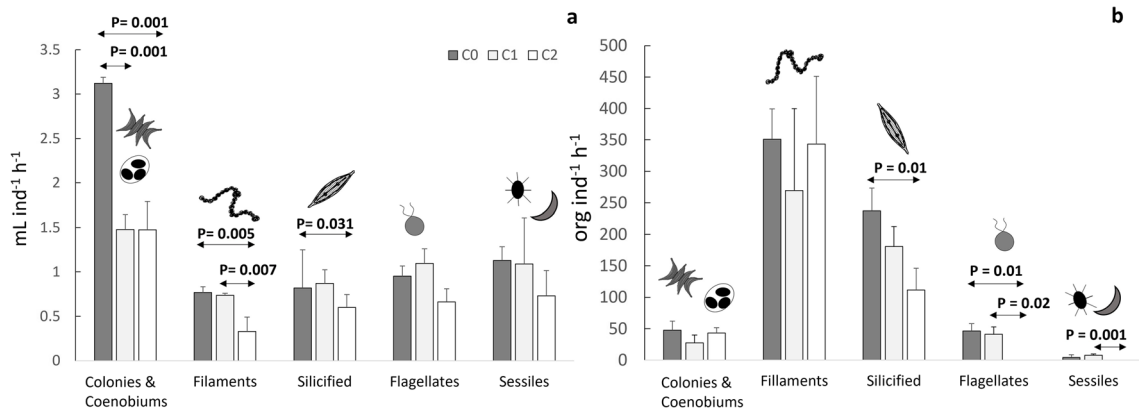 a
P= 0.001
P= 0.001
mL ind-1 h-1
3.5
3
2.5
2
1.5
1
0.5
0
C0 C1 C2
P= 0.005
P= 0.007
P= 0.031
Colonies &
Coenobiums
Filaments
Silicified
Flagellates
Sessiles
b
org ind-1 h-1
500
450
400
350
300
250
200
150
100
50
0
P = 0.01
P = 0.01
P = 0.02
P = 0.001
Colonies &
Coenobiums
Fillaments
Silicified
Flagellates
Sessiles